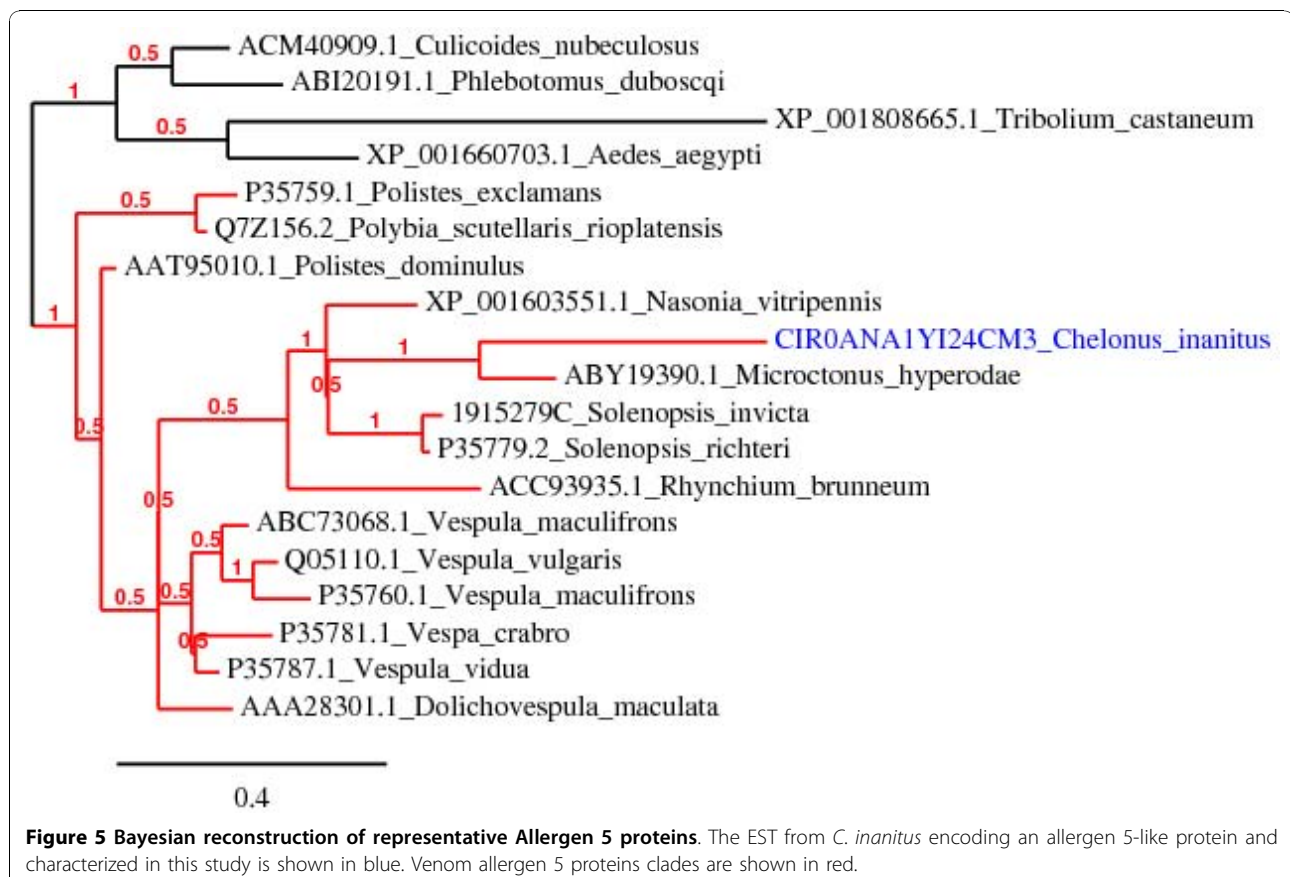 0.5
ACM40909.1_Culicoides_nubeculosus
1
ABI20191.1_Phlebotomus_duboscqi
0.5
XP_001808665.1_Tribolium_castaneum
XP_001660703.1_Aedes_aegypti
0.5
P35759.1_Polistes_exclamans
Q7Z156.2_Polybia_scutellaris_rioplatensis
AAT95010.1_Polistes_dominulus
1
XP_001603551.1_Nasonia_vitripennis
1
1
CIR0ANA1YI24CM3_Chelonus_inanitus
0.5
ABY19390.1_Microctonus_hyperodae
0.5
1
1915279C_Solenopsis_invicta
0.5
P35779.2_Solenopsis_richteri
ACC93935.1_Rhynchium_brunneum
0.5
ABC73068.1_Vespula_maculifrons
0.5
Q05110.1_Vespula_vulgaris
1
0.5
0.5
P35760.1_Vespula_maculifrons
0.5
P35781.1_Vespa_crabro
P35787.1_Vespula_vidua
AAA28301.1_Dolichovespula_maculata
0.4
Figure 5 Bayesian reconstruction of representative Allergen 5 proteins. The EST from C. inanitus encoding an allergen 5-like protein and
characterized in this study is shown in blue. Venom allergen 5 proteins clades are shown in red.